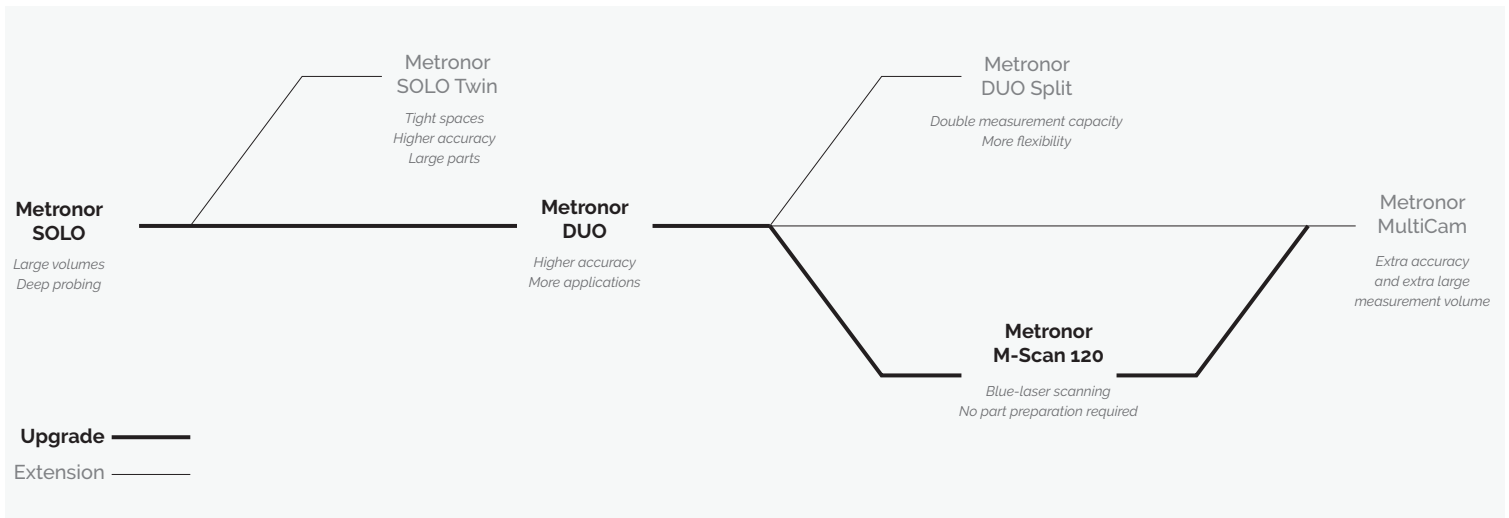 Metronor
SOLO Twin
Tight spaces
Higher accuracy
Large parts
Metronor
DUO Split
Double measurement capacity
More flexibility
Metronor
SOLO
Large volumes
Deep probing
Metronor
DUO
Higher accuracy
More applications
Metronor
MultiCam
Extra accuracy
and extra large
measurement volume
Metronor
M-Scan 120
Blue-laser scanning
No part preparation required
Upgrade
Extension